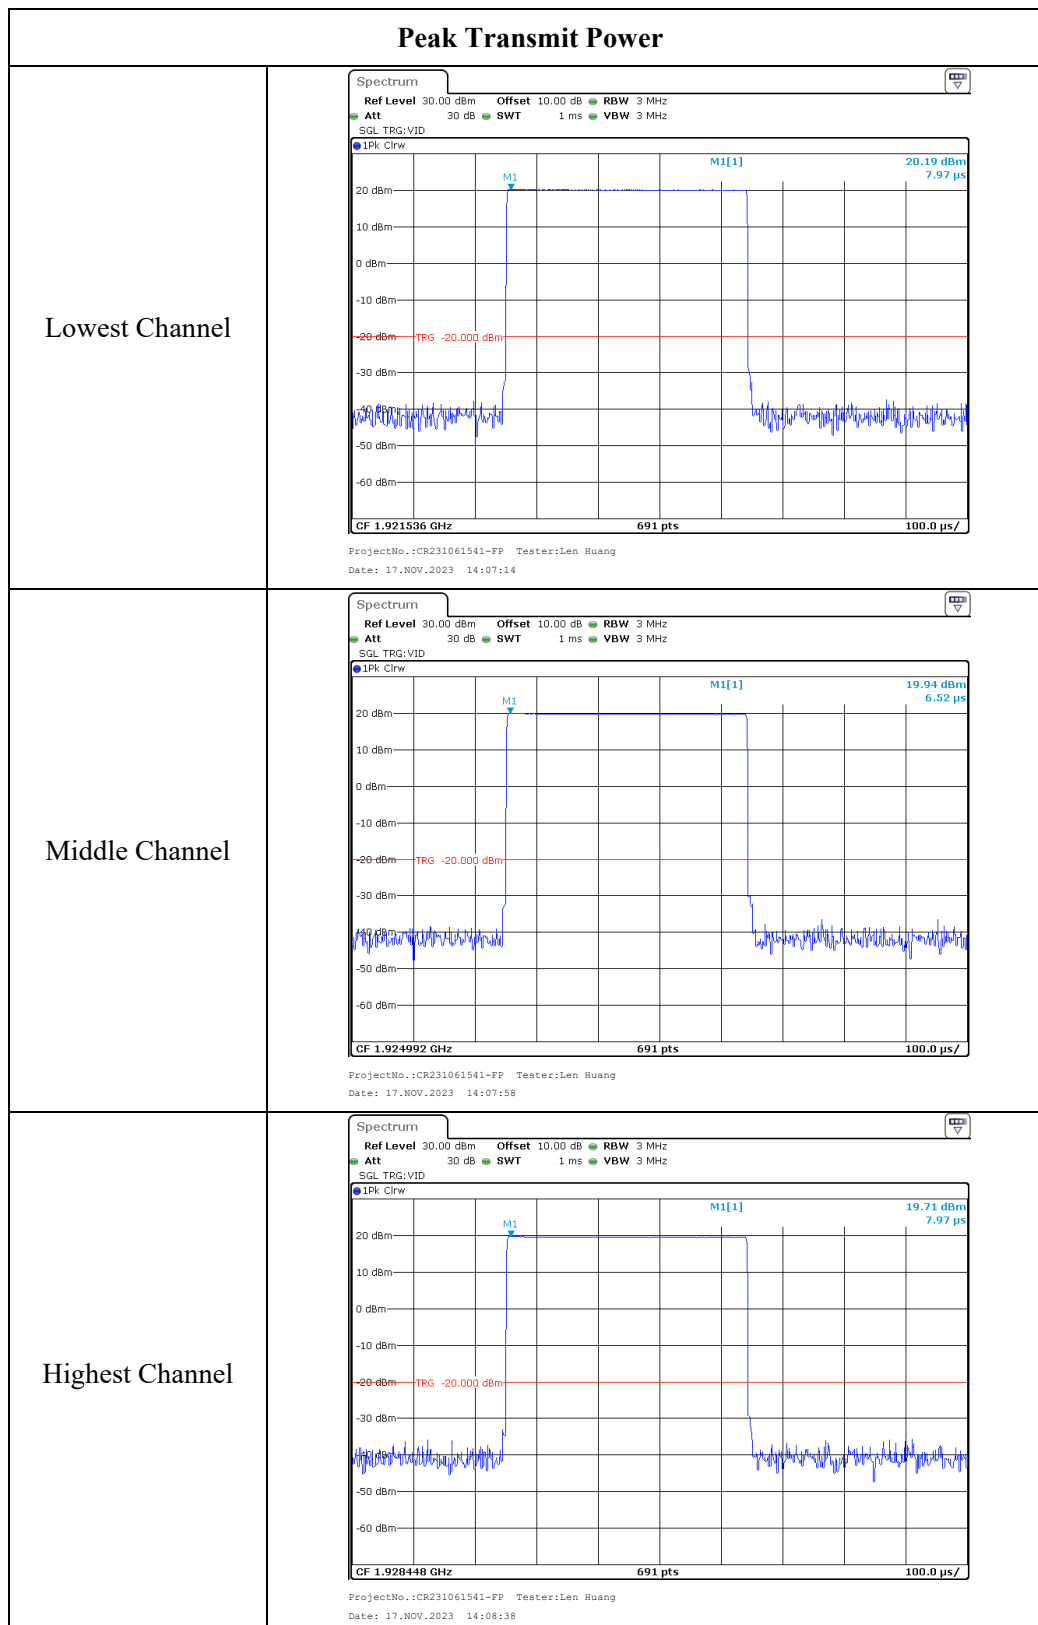 Peak Transmit Power
Lowest Channel
Spectrum
Ref Level 30.00 dBm Offset 10.00 dB RBW 3 MHz
Att 30 dB SWT 1 ms VBW 3 MHz
SGL TRG:VID
1Pk Clrw
M1[1] 20.19 dBm
7.97 µs
M1
20 dBm
10 dBm
0 dBm
-10 dBm
-20 dBm TRG -20.000 dBm
-30 dBm
-40 dBm
-50 dBm
-60 dBm
CF 1.921536 GHz 691 pts 100.0 µs/
ProjectNo.:CR231061541-FP Tester:Len Huang
Date: 17.NOV.2023 14:07:14
Middle Channel
Spectrum
Ref Level 30.00 dBm Offset 10.00 dB RBW 3 MHz
Att 30 dB SWT 1 ms VBW 3 MHz
SGL TRG:VID
1Pk Clrw
M1[1] 19.94 dBm
6.52 µs
M1
20 dBm
10 dBm
0 dBm
-10 dBm
-20 dBm TRG -20.000 dBm
-30 dBm
-40 dBm
-50 dBm
-60 dBm
CF 1.924992 GHz 691 pts 100.0 µs/
ProjectNo.:CR231061541-FP Tester:Len Huang
Date: 17.NOV.2023 14:07:58
Highest Channel
Spectrum
Ref Level 30.00 dBm Offset 10.00 dB RBW 3 MHz
Att 30 dB SWT 1 ms VBW 3 MHz
SGL TRG:VID
1Pk Clrw
M1[1] 19.71 dBm
7.97 µs
M1
20 dBm
10 dBm
0 dBm
-10 dBm
-20 dBm TRG -20.000 dBm
-30 dBm
-40 dBm
-50 dBm
-60 dBm
CF 1.928448 GHz 691 pts 100.0 µs/
ProjectNo.:CR231061541-FP Tester:Len Huang
Date: 17.NOV.2023 14:08:38